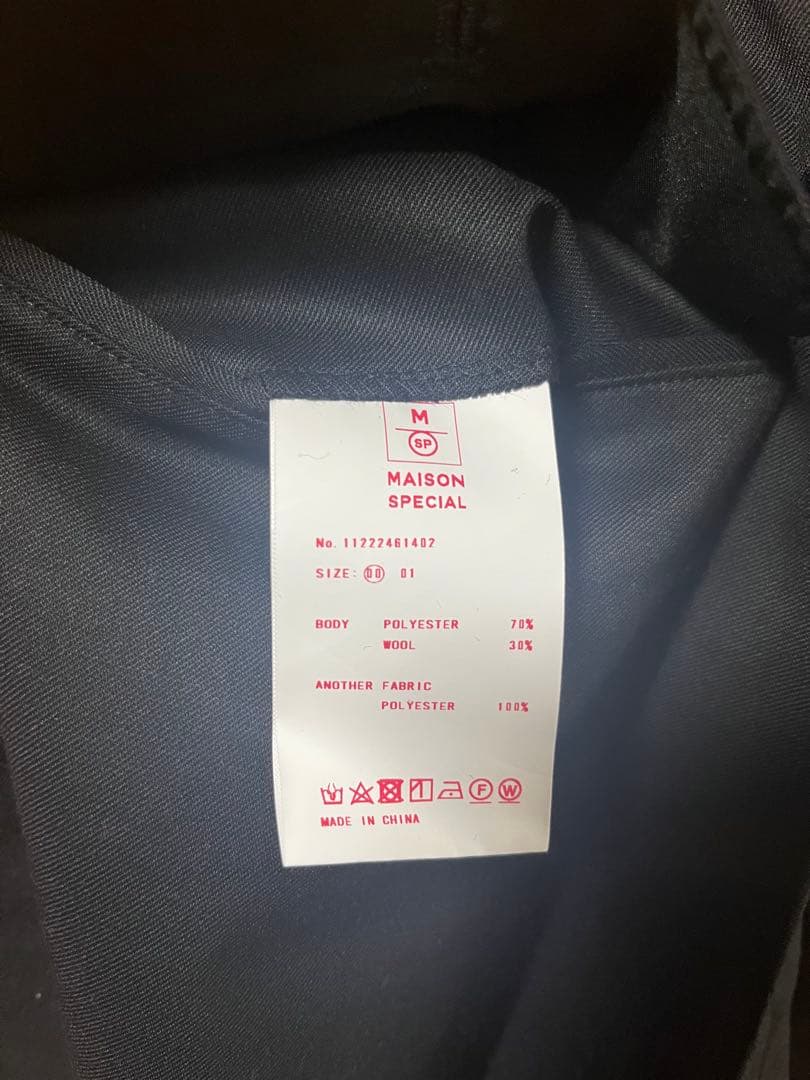 M
SP
MAISON
SPECIAL
No. 11222461402
SIZE: 00 01
BODY POLYESTER 70%
WOOL 30%
ANOTHER FABRIC
POLYESTER 100%
F W
MADE IN CHINA